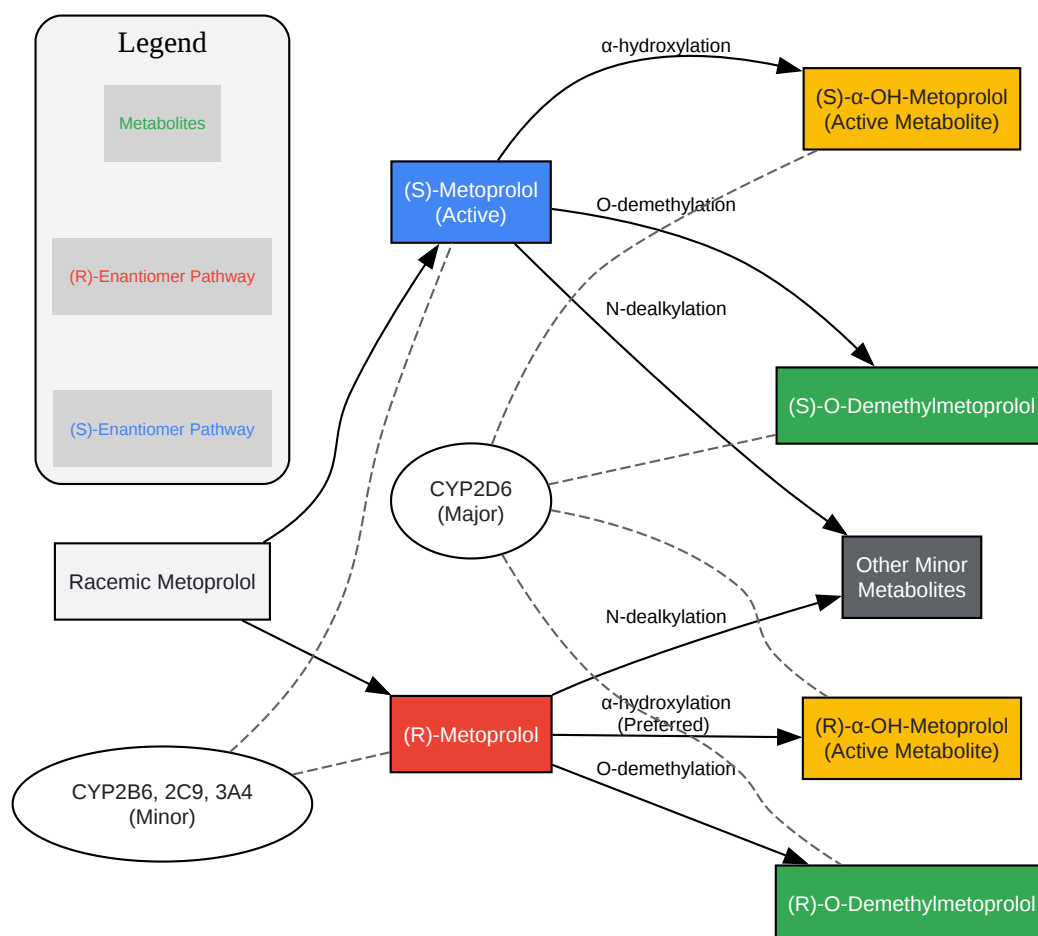 Legend
Metabolites
(R)-Enantiomer Pathway
(S)-Enantiomer Pathway
Racemic Metoprolol
CYP2B6, 2C9, 3A4
(Minor)
(S)-Metoprolol
(Active)
CYP2D6
(Major)
(R)-Metoprolol
α-hydroxylation
O-demethylation
N-dealkylation
N-dealkylation
α-hydroxylation
(Preferred)
O-demethylation
(S)-α-OH-Metoprolol
(Active Metabolite)
(S)-O-Demethylmetoprolol
Other Minor
Metabolites
(R)-α-OH-Metoprolol
(Active Metabolite)
(R)-O-Demethylmetoprolol